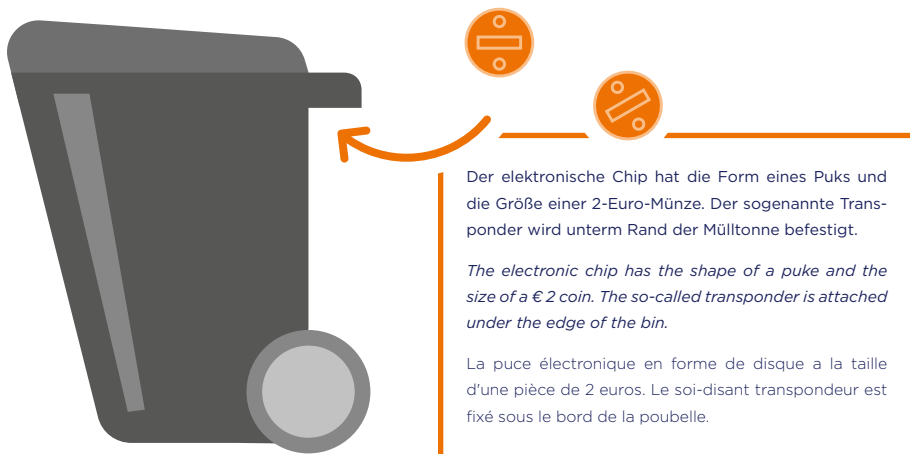 Der elektronische Chip hat die Form eines Puks und
die Größe einer 2-Euro-Münze. Der sogenannte Trans-
ponder wird unterm Rand der Mülltonne befestigt.
The electronic chip has the shape of a puke and the
size of a € 2 coin. The so-called transponder is attached
under the edge of the bin.
La puce électronique en forme de disque a la taille
d'une pièce de 2 euros. Le soi-disant transpondeur est
fixé sous le bord de la poubelle.